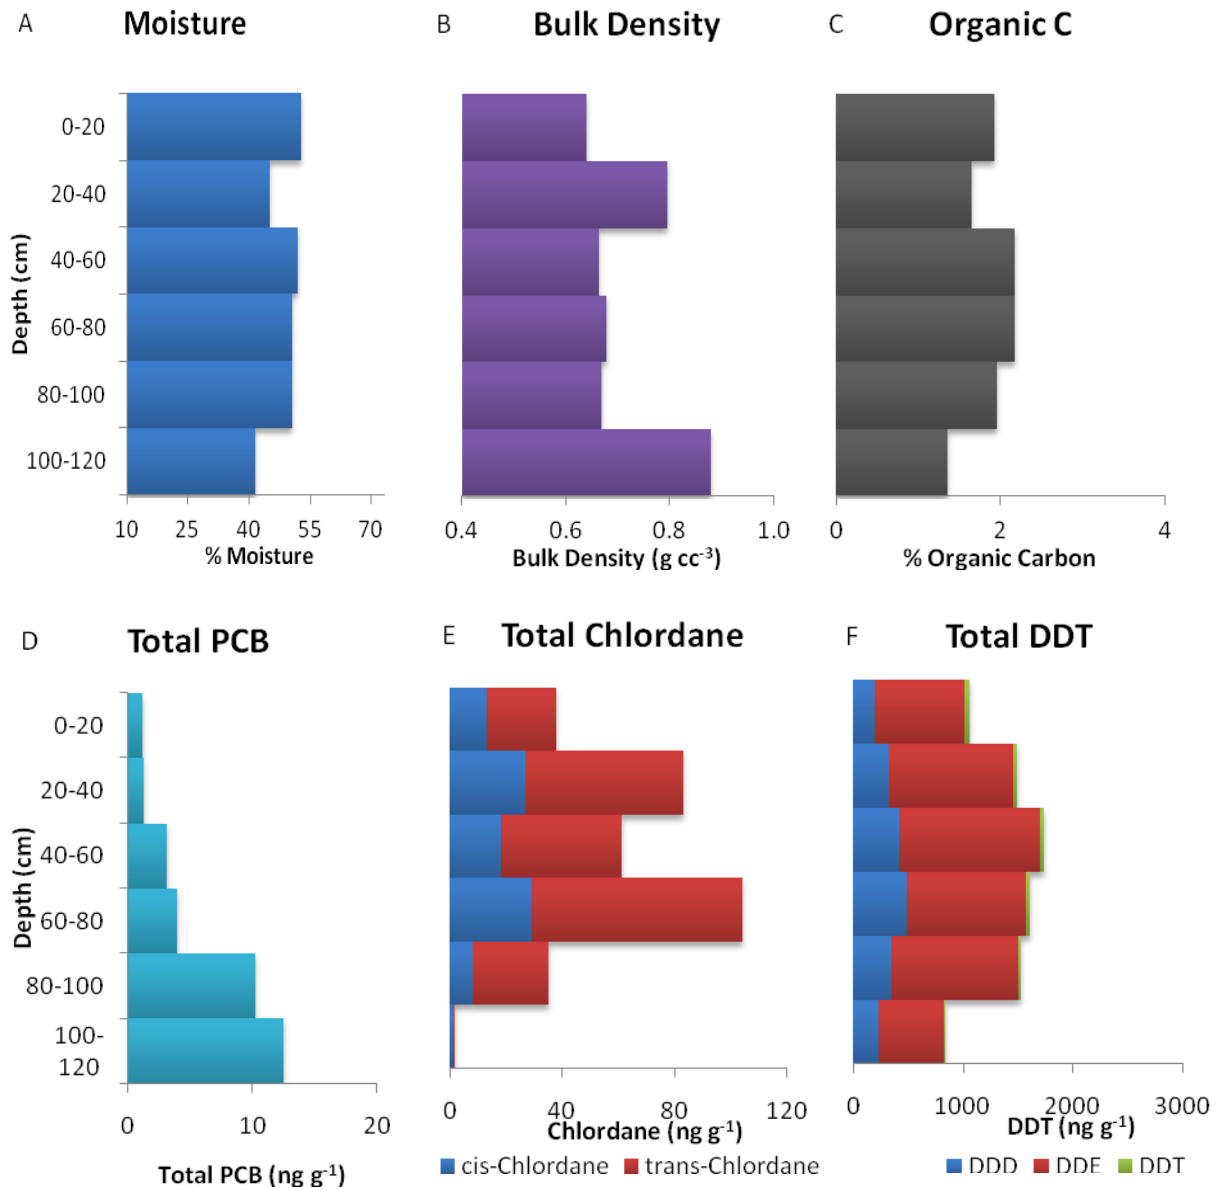 A Moisture
B Bulk Density
C Organic C
Depth (cm)
0-20
20-40
40-60
60-80
80-100
100-120
10 25 40 55 70
% Moisture
0.4 0.6 0.8 1.0
Bulk Density (g cc-3)
0 2 4
% Organic Carbon
D Total PCB
E Total Chlordane
F Total DDT
Depth (cm)
0-20
20-40
40-60
60-80
80-100
100-
120
0 10 20
Total PCB (ng g-1)
0 40 80 120
Chlordane (ng g-1)
cis-Chlordane trans-Chlordane
0 1000 2000 3000
DDT (ng g-1)
DDD DDE DDT